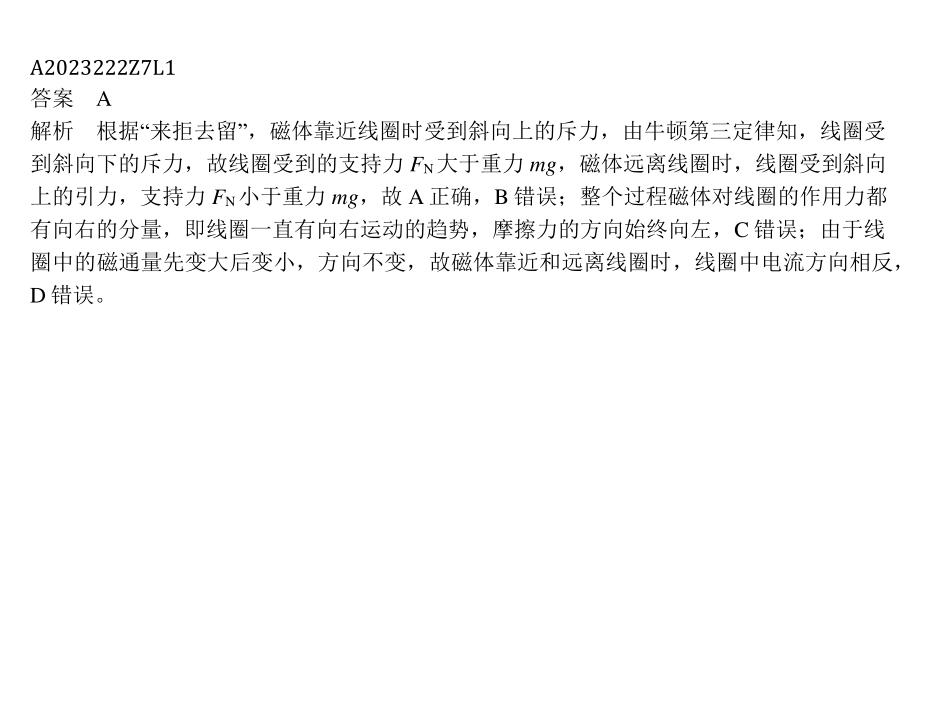 A2023222Z7L1
答案　A
解析　根据“来拒去留”，磁体靠近线圈时受到斜向上的斥力，由牛顿第三定律知，线圈受
到斜向下的斥力，故线圈受到的支持力 FN大于重力 mg，磁体远离线圈时，线圈受到斜向
上的引力，支持力 FN小于重力 mg，故 A 正确，B 错误；整个过程磁体对线圈的作用力都
有向右的分量，即线圈一直有向右运动的趋势，摩擦力的方向始终向左，C 错误；由于线
圈中的磁通量先变大后变小，方向不变，故磁体靠近和远离线圈时，线圈中电流方向相反，
D 错误。